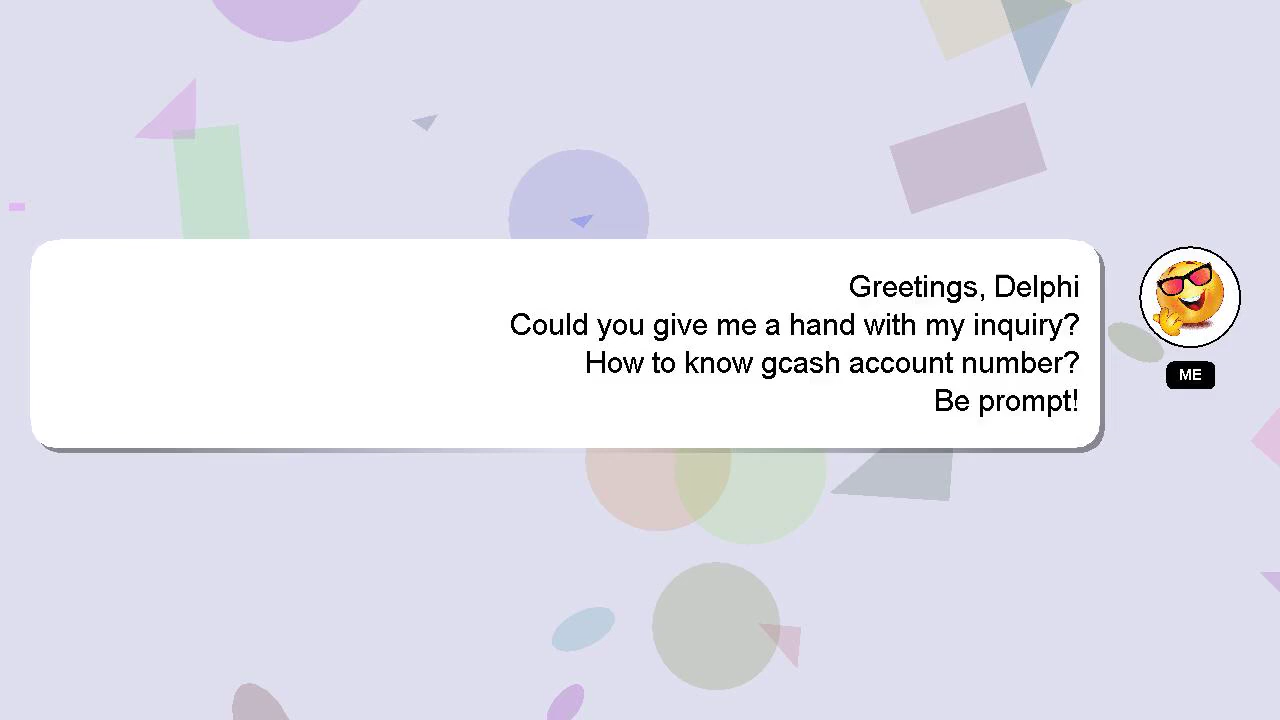 Greetings, Delphi
Could you give me a hand with my inquiry?
How to know gcash account number?
Be prompt!
ME